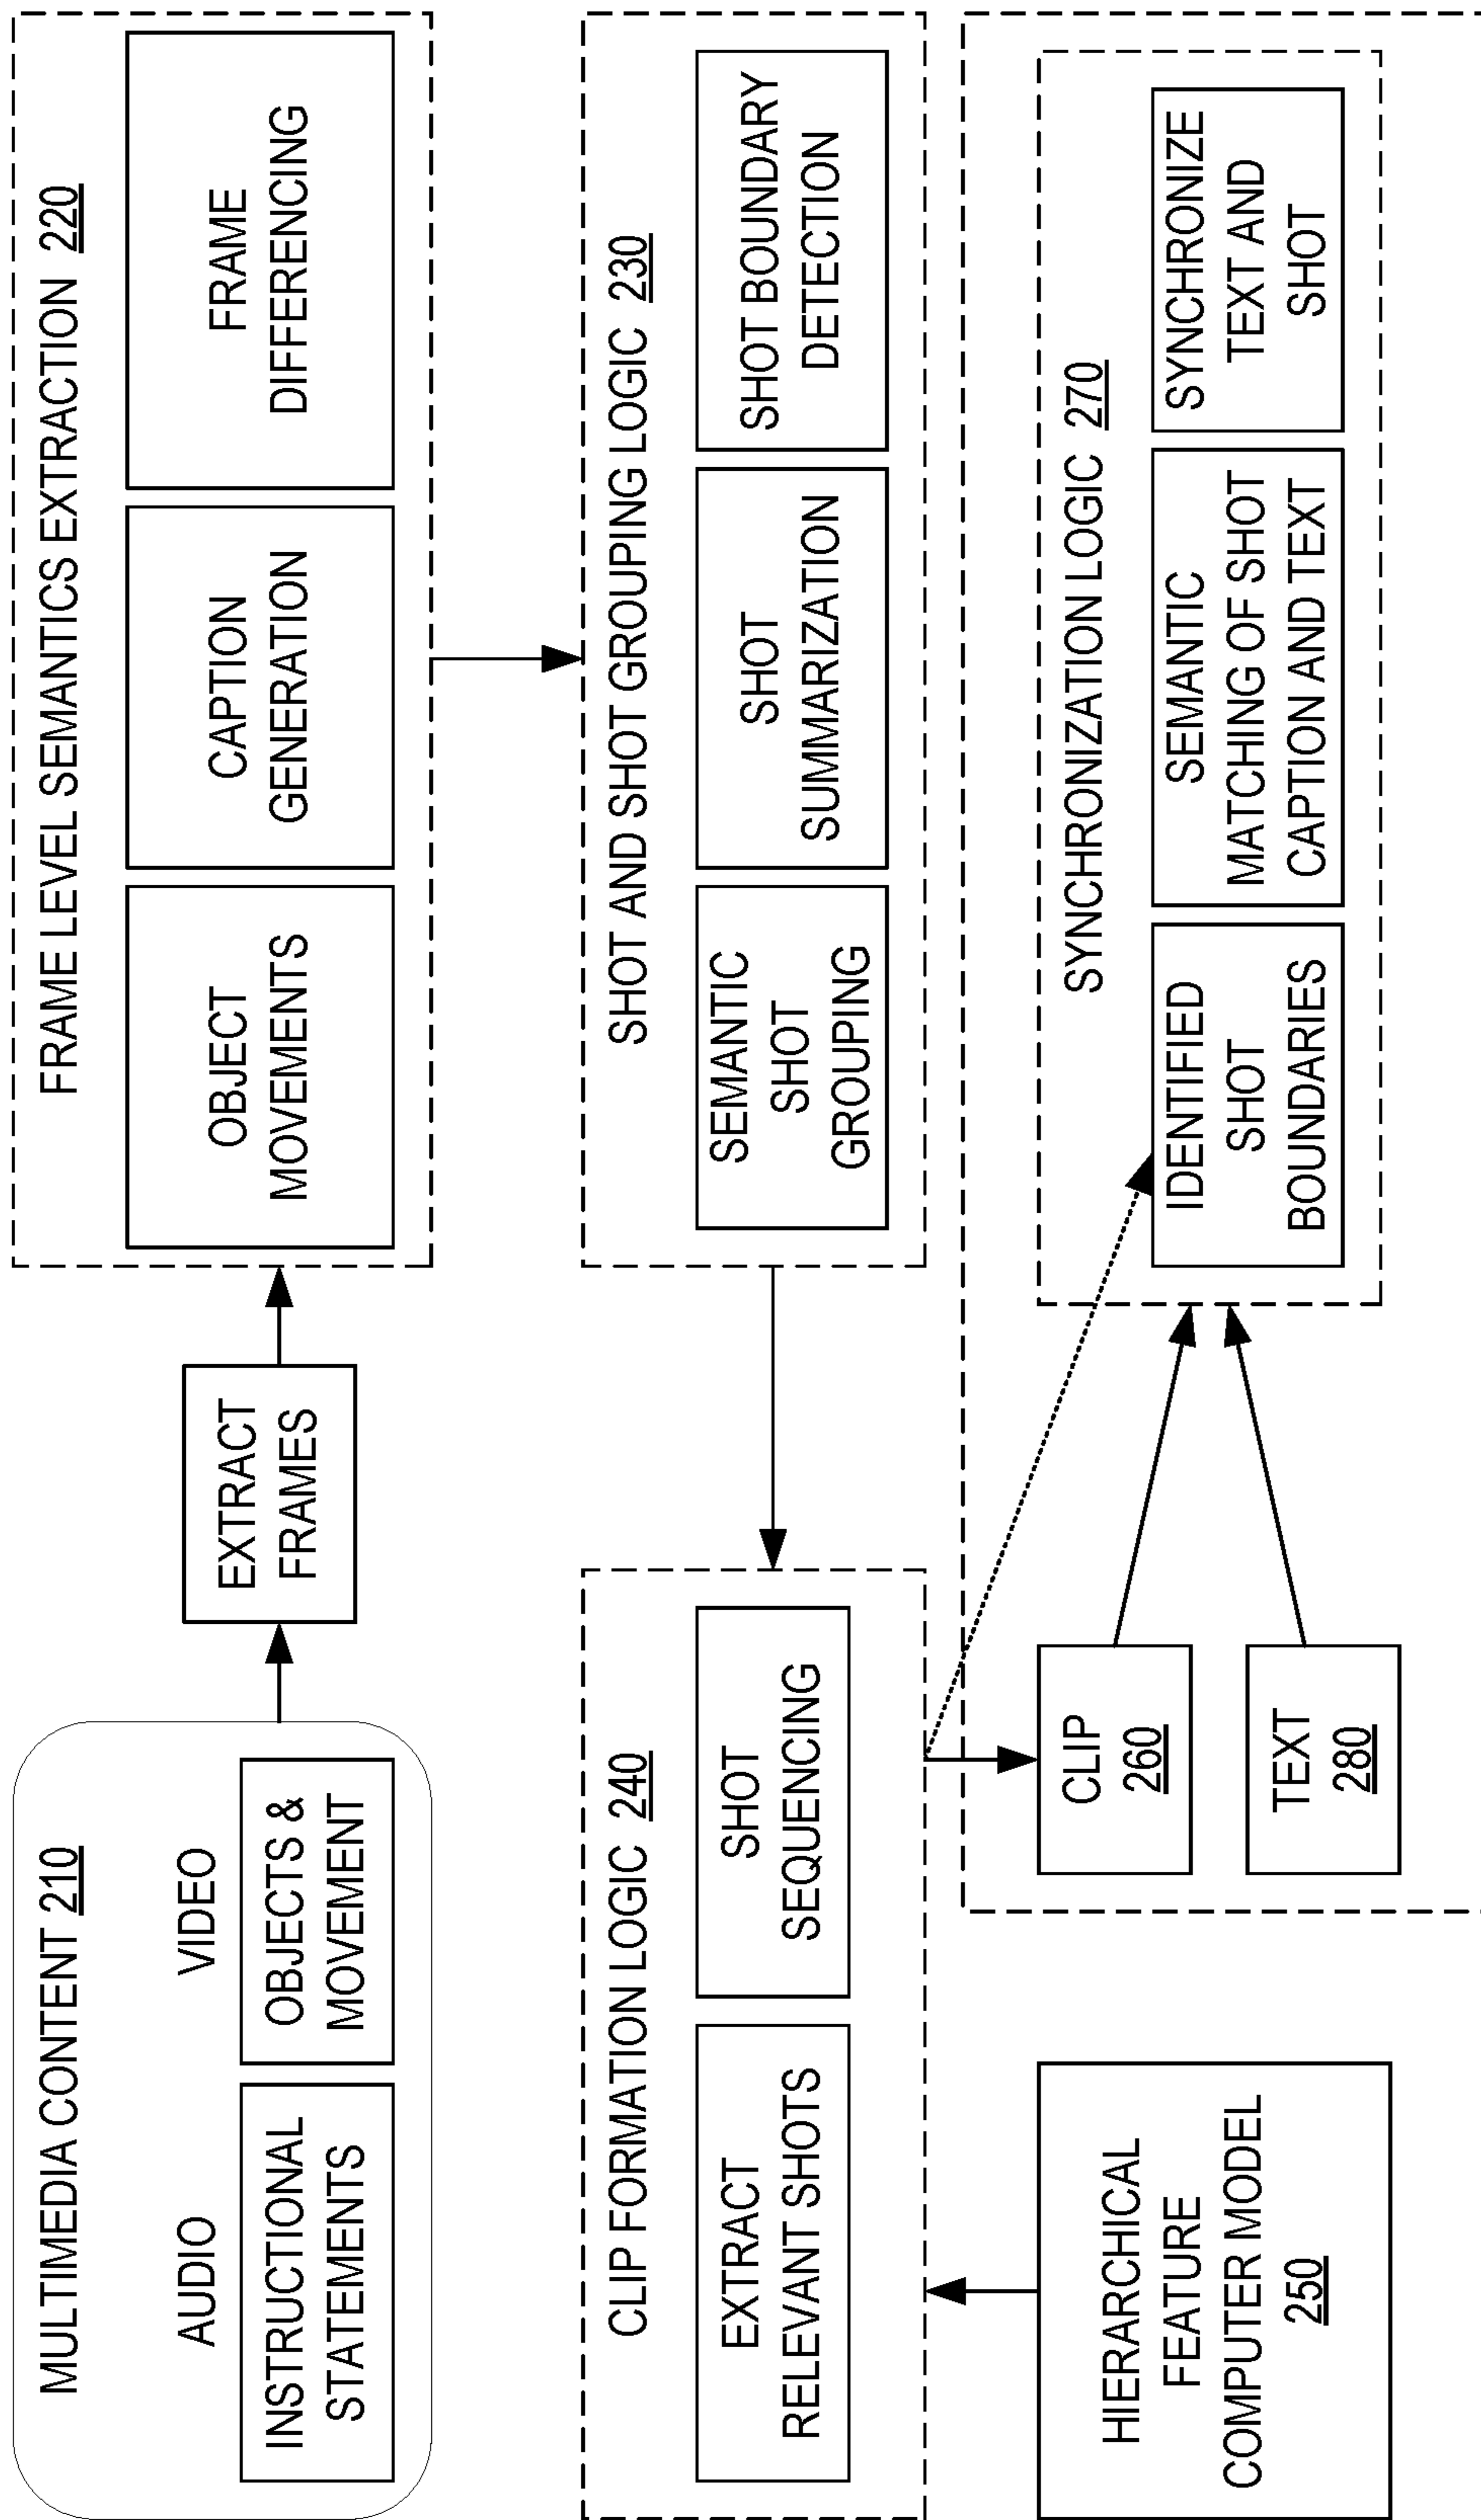 MULTIMEDIA CONTENT 210
AUDIO
VIDEO
INSTRUCTIONAL
STATEMENTS
OBJECTS &
MOVEMENT
EXTRACT
FRAMES
FRAME LEVEL SEMANTICS EXTRACTION 220
OBJECT
MOVEMENTS
CAPTION
GENERATION
FRAME
DIFFERENCING
CLIP FORMATION LOGIC 240
EXTRACT
RELEVANT SHOTS
SHOT
SEQUENCING
SHOT AND SHOT GROUPING LOGIC 230
SEMANTIC
SHOT
GROUPING
SHOT
SUMMARIZATION
SHOT BOUNDARY
DETECTION
HIERARCHICAL
FEATURE
COMPUTER MODEL
250
CLIP
260
TEXT
280
SYNCHRONIZATION LOGIC 270
IDENTIFIED
SHOT
BOUNDARIES
SEMANTIC
MATCHING OF SHOT
CAPTION AND TEXT
SYNCHRONIZE
TEXT AND
SHOT